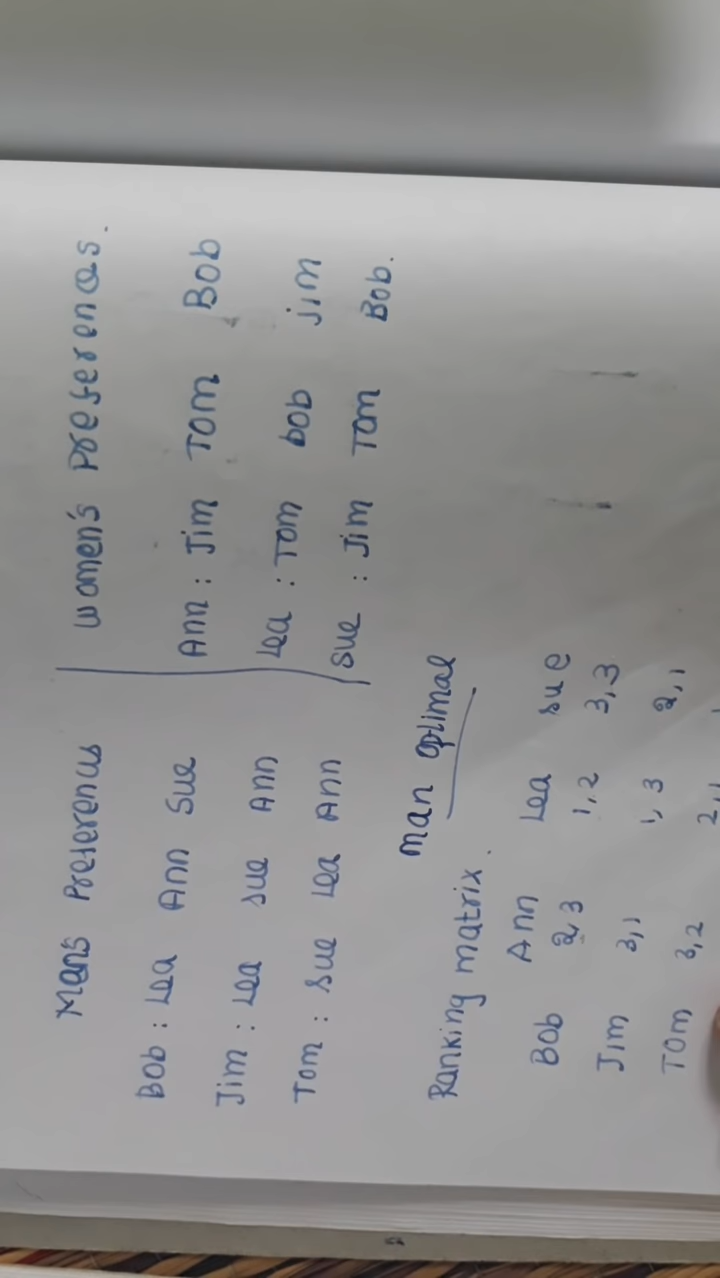 Mens Preferences | Women's Preferences.
Bob : Lea Ann Sue | Ann : Jim Tom Bob
Jim : Lea sue Ann | Lea : Tom bob jim
Tom : sue Lea Ann | sue : Jim Tom Bob.
man optimal
Ranking matrix.
Ann Lea sue
Bob 2,3 1,2 3,3
Jim 3,1 1,3 2,1
Tom 3,2 2,1